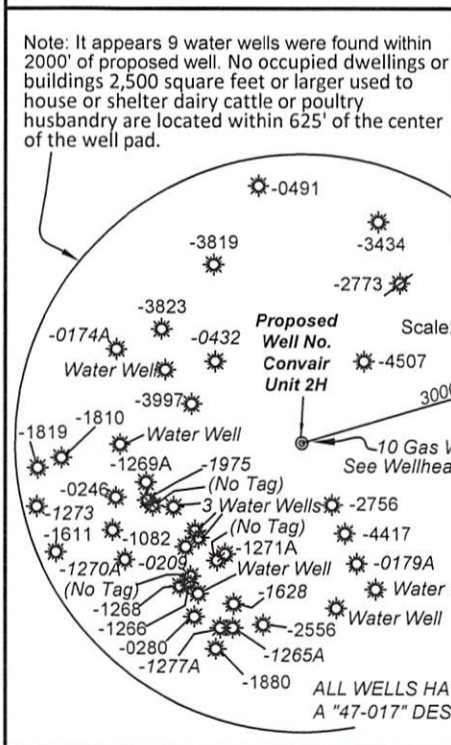 Note: It appears 9 water wells were found within
2000' of proposed well. No occupied dwellings or
buildings 2,500 square feet or larger used to
house or shelter dairy cattle or poultry
husbandry are located within 625' of the center
of the well pad.
-0491
-3819
-3434
-2773
-3823
Proposed
Well No.
Convair
Unit 2H
Scale:
-0174A
-0432
Water Well
-4507
-3997
3000
-1819
-1810
Water Well
10 Gas W
See Wellhea
-1269A
-1975
(No Tag)
-0246
3 Water Wells
-2756
-1273
(No Tag)
-1611
-1082
-4417
-1271A
-1270A
-0209
Water Well
-0179A
(No Tag)
Water
-1268
-1628
-1266
Water Well
-0280
-2556
-1277A
-1265A
-1880
ALL WELLS HA
A "47-017" DES